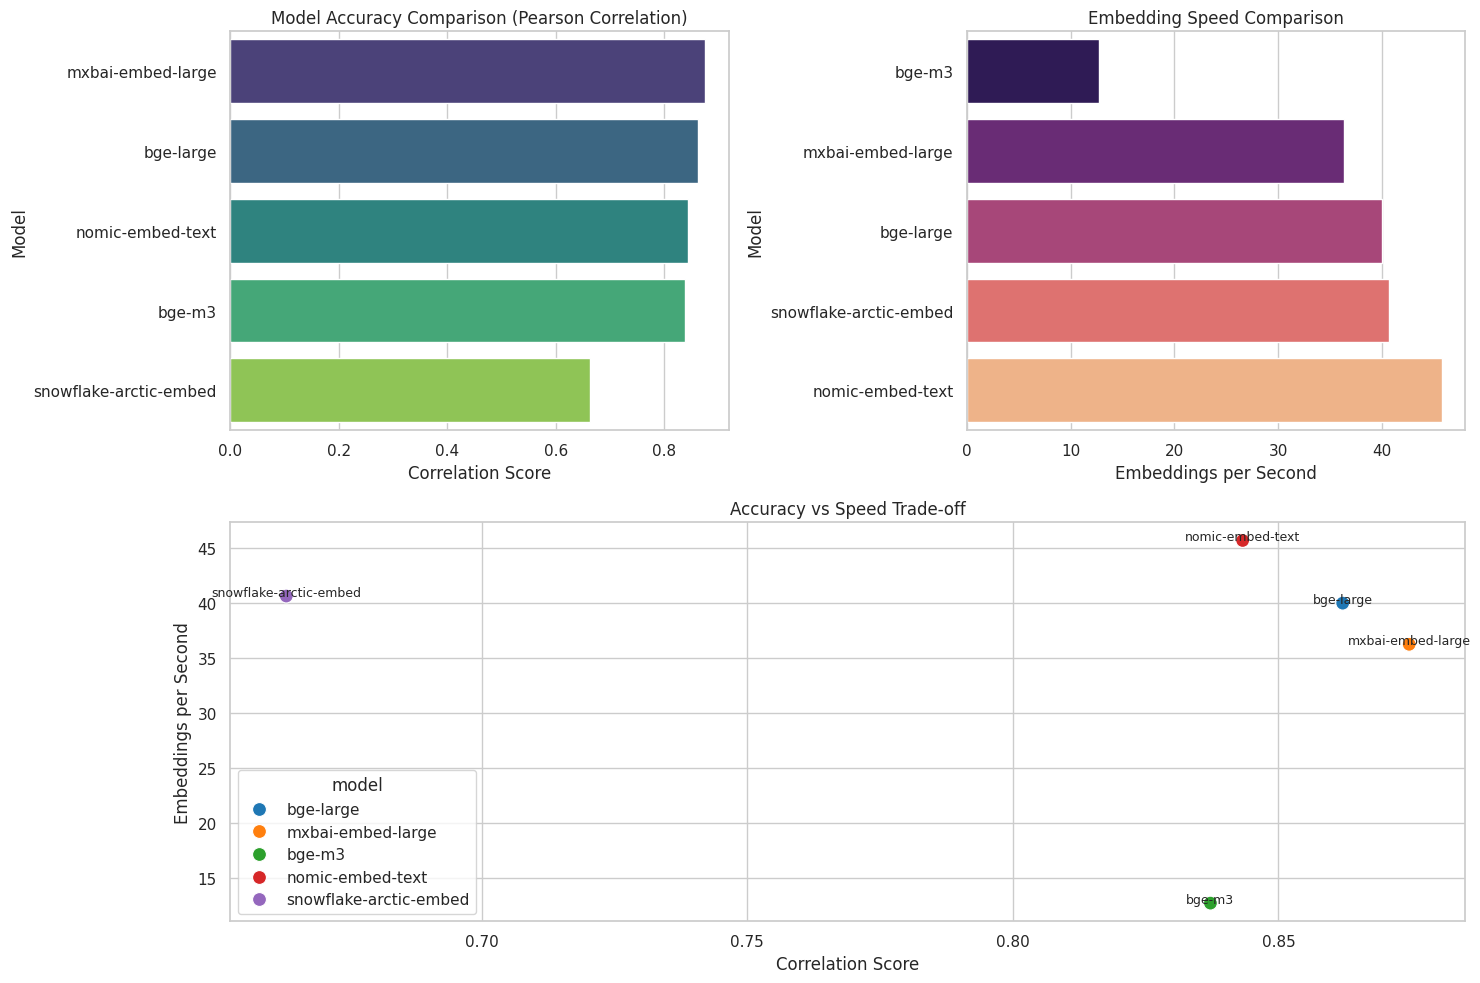 Model Accuracy Comparison (Pearson Correlation)
Model
mxbai-embed-large
bge-large
nomic-embed-text
bge-m3
snowflake-arctic-embed
0.0 0.2 0.4 0.6 0.8
Correlation Score
Embedding Speed Comparison
Model
bge-m3
mxbai-embed-large
bge-large
snowflake-arctic-embed
nomic-embed-text
0 10 20 30 40
Embeddings per Second
Accuracy vs Speed Trade-off
Embeddings per Second
45
40
35
30
25
20
15
nomic-embed-text
snowflake-arctic-embed
bge-large
mxbai-embed-large
bge-m3
model
bge-large
mxbai-embed-large
bge-m3
nomic-embed-text
snowflake-arctic-embed
0.70 0.75 0.80 0.85
Correlation Score